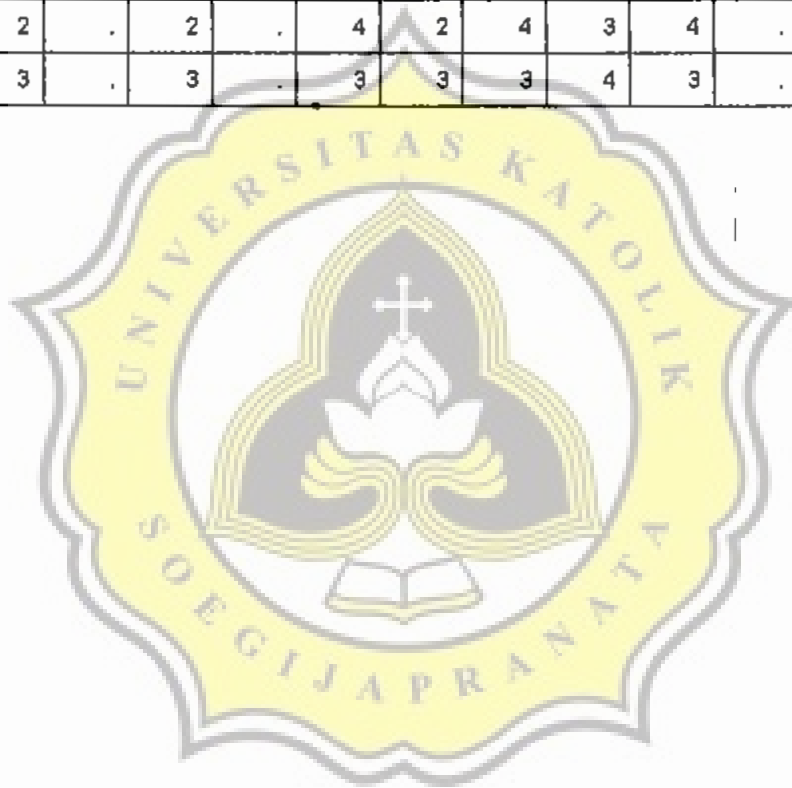 2 . 2 . 4 2 4 3 4 .
3 . 3 . 3 3 3 4 3 .
UNIVERSITAS KATOLIK
SOEGIJAPRANATA